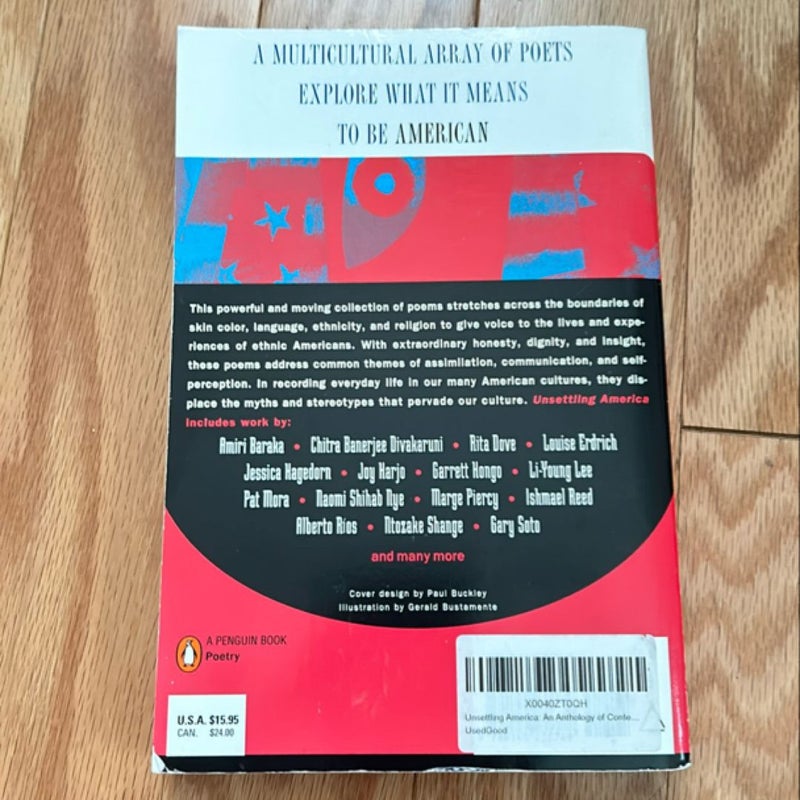 A MULTICULTURAL ARRAY OF POETS
EXPLORE WHAT IT MEANS
TO BE AMERICAN
This powerful and moving collection of poems stretches across the boundaries of
skin color, language, ethnicity, and religion to give voice to the lives and expe-
riences of ethnic Americans. With extraordinary honesty, dignity, and insight,
these poems address common themes of assimilation, communication, and self-
perception. In recording everyday life in our many American cultures, they dis-
place the myths and stereotypes that pervade our culture. Unsettling America
includes work by:
Amiri Baraka • Chitra Banerjee Divakaruni • Rita Dove • Louise Erdrich
Jessica Hagedorn • Joy Harjo • Garrett Hongo • Li-Young Lee
Pat Mora • Naomi Shihab Nye • Marge Piercy • Ishmael Reed
Alberto Ríos • Ntozake Shange • Gary Soto
and many more
Cover design by Paul Buckley
Illustration by Gerald Bustamente
A PENGUIN BOOK
Poetry
U.S.A. $15.95
CAN. $24.00
X0040ZT0QH
Unsettling America: An Anthology of Conte...
UsedGood